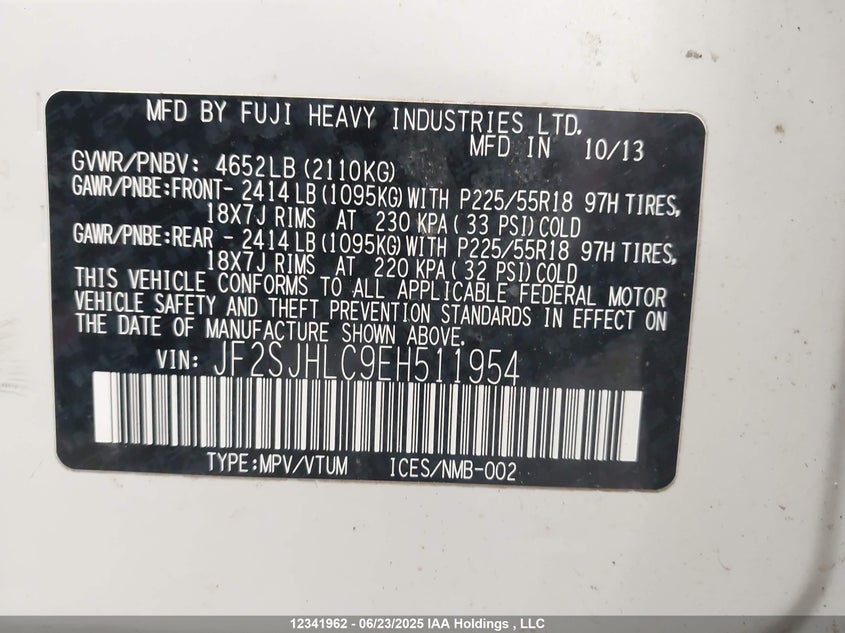 MFD BY FUJI HEAVY INDUSTRIES LTD.
MFD IN 10/13
GVWR/PNBV: 4652LB (2110KG)
GAWR/PNBE:FRONT- 2414 LB (1095KG) WITH P225/55R18 97H TIRES,
18X7J RIMS AT 230 KPA ( 33 PSI) COLD
GAWR/PNBE:REAR - 2414 LB (1095KG) WITH P225/55R18 97H TIRES,
18X7J RIMS AT 220 KPA ( 32 PSI) COLD
THIS VEHICLE CONFORMS TO ALL APPLICABLE FEDERAL MOTOR
VEHICLE SAFETY AND THEFT PREVENTION STANDARDS IN EFFECT ON
THE DATE OF MANUFACTURE SHOWN ABOVE.
VIN: JF2SJHLC9EH511954
TYPE:MPV/VTUM ICES/NMB-002
12341962 - 06/23/2025 IAA Holdings , LLC